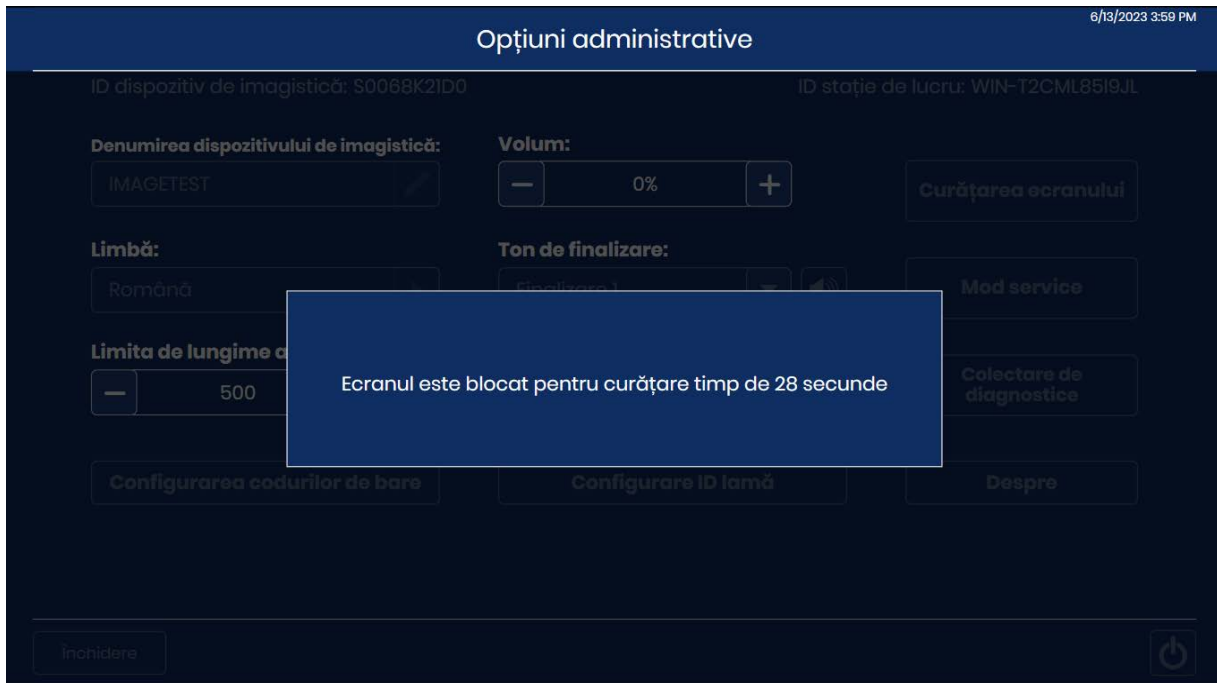 6/13/2023 3:59 PM
Opțiuni administrative
ID dispozitiv de imagistică: S0068K21D0
ID stație de lucru: WIN-T2CML85I9JL
Denumirea dispozitivului de imagistică:
Volum:
IMAGETEST
0%
Curățarea ecranului
Limbă:
Ton de finalizare:
Română
Finalizare 1
Mod service
Limita de lungime a
500
Ecranul este blocat pentru curățare timp de 28 secunde
Colectare de
diagnostice
Configurarea codurilor de bare
Configurare ID lamă
Despre
Închidere